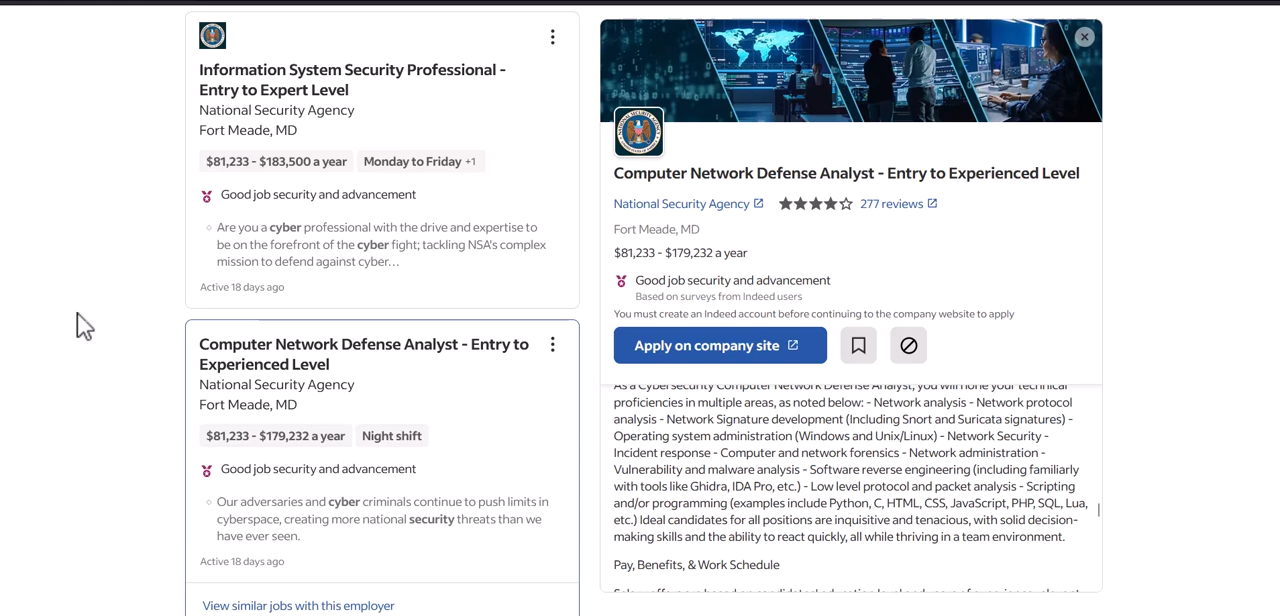 Information System Security Professional -
Entry to Expert Level
National Security Agency
Fort Meade, MD
$81,233 - $183,500 a year
Monday to Friday +1
Good job security and advancement
Are you a cyber professional with the drive and expertise to
be on the forefront of the cyber fight; tackling NSA's complex
mission to defend against cyber…
Active 18 days ago
Computer Network Defense Analyst - Entry to
Experienced Level
National Security Agency
Fort Meade, MD
$81,233 - $179,232 a year
Night shift
Good job security and advancement
Our adversaries and cyber criminals continue to push limits in
cyberspace, creating more national security threats than we
have ever seen.
Active 18 days ago
View similar jobs with this employer
Computer Network Defense Analyst - Entry to Experienced Level
National Security Agency
277 reviews
Fort Meade, MD
$81,233 - $179,232 a year
Good job security and advancement
Based on surveys from Indeed users
You must create an Indeed account before continuing to the company website to apply
Apply on company site
As a Cybersecurity Computer Network Defense Analyst, you will hone your technical
proficiencies in multiple areas, as noted below: - Network analysis - Network protocol
analysis - Network Signature development (Including Snort and Suricata signatures) -
Operating system administration (Windows and Unix/Linux) - Network Security -
Incident response - Computer and network forensics - Network administration -
Vulnerability and malware analysis - Software reverse engineering (including familiarly
with tools like Ghidra, IDA Pro, etc.) - Low level protocol and packet analysis - Scripting
and/or programming (examples include Python, C, HTML, CSS, JavaScript, PHP, SQL, Lua,
etc.) Ideal candidates for all positions are inquisitive and tenacious, with solid decision-
making skills and the ability to react quickly, all while thriving in a team environment.
Pay, Benefits, & Work Schedule